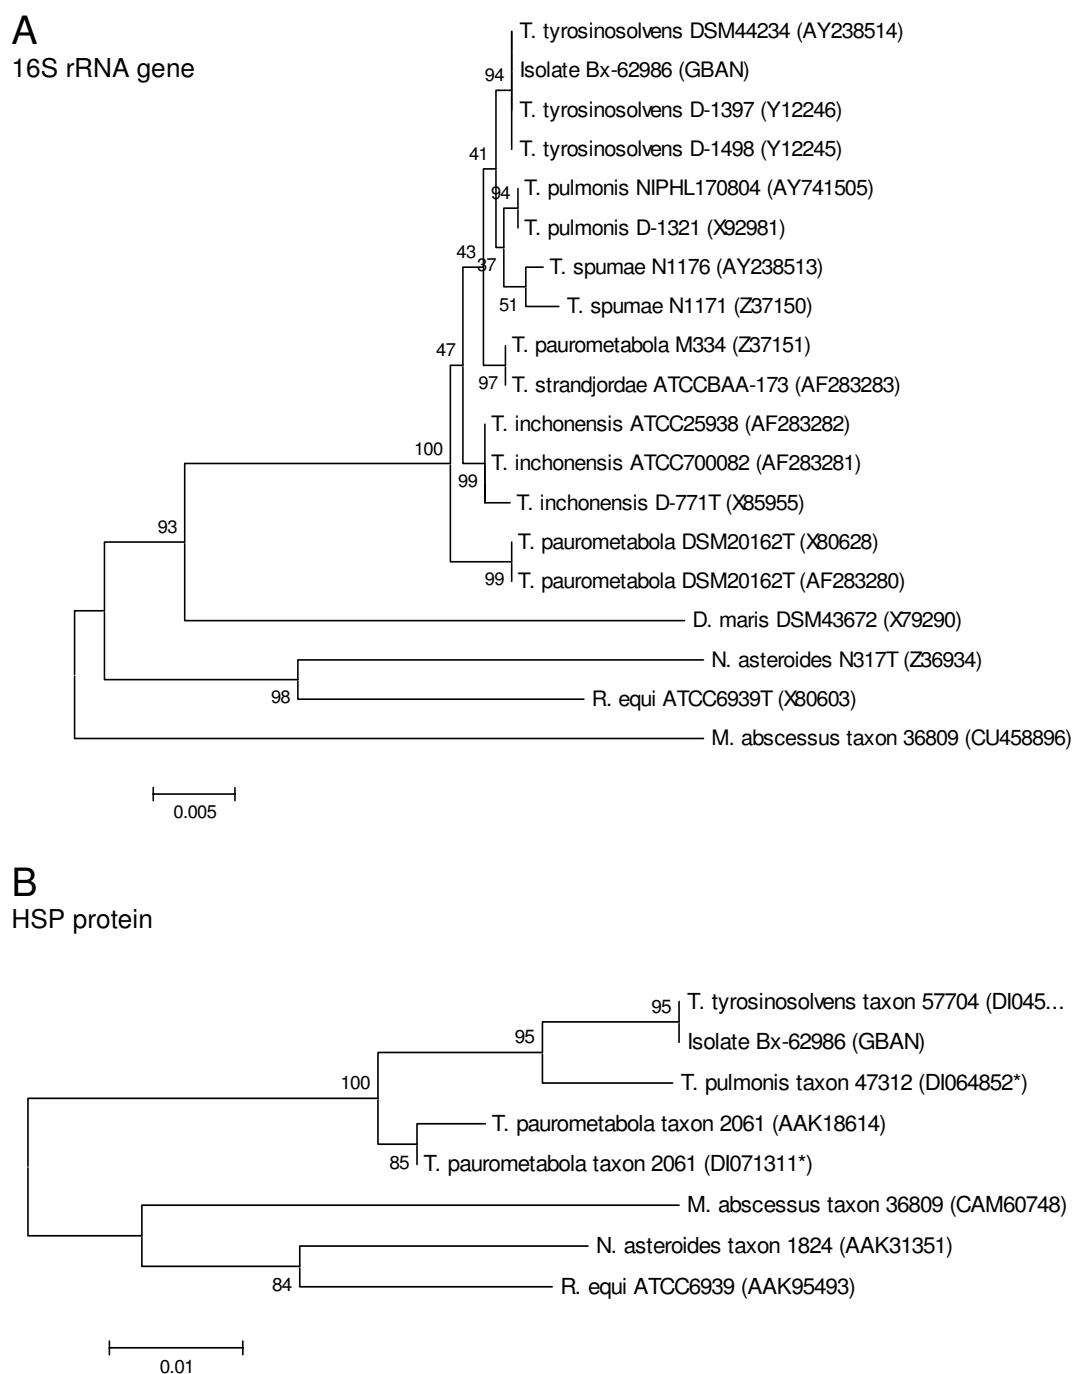 A
16S rRNA gene
T. tyrosinosolvens DSM44234 (AY238514)
94
Isolate Bx-62986 (GBAN)
T. tyrosinosolvens D-1397 (Y12246)
T. tyrosinosolvens D-1498 (Y12245)
41
T. pulmonis NIPHL170804 (AY741505)
94
T. pulmonis D-1321 (X92981)
43
37
T. spumae N1176 (AY238513)
51
T. spumae N1171 (Z37150)
T. paurometabola M334 (Z37151)
47
97
T. strandjordae ATCCBAA-173 (AF283283)
T. inchonensis ATCC25938 (AF283282)
100
T. inchonensis ATCC700082 (AF283281)
99
T. inchonensis D-771T (X85955)
93
T. paurometabola DSM20162T (X80628)
99
T. paurometabola DSM20162T (AF283280)
D. maris DSM43672 (X79290)
N. asteroides N317T (Z36934)
98
R. equi ATCC6939T (X80603)
M. abscessus taxon 36809 (CU458896)
0.005
B
HSP protein
95
T. tyrosinosolvens taxon 57704 (DI045...
95
Isolate Bx-62986 (GBAN)
100
T. pulmonis taxon 47312 (DI064852*)
T. paurometabola taxon 2061 (AAK18614)
85
T. paurometabola taxon 2061 (DI071311*)
M. abscessus taxon 36809 (CAM60748)
N. asteroides taxon 1824 (AAK31351)
84
R. equi ATCC6939 (AAK95493)
0.01